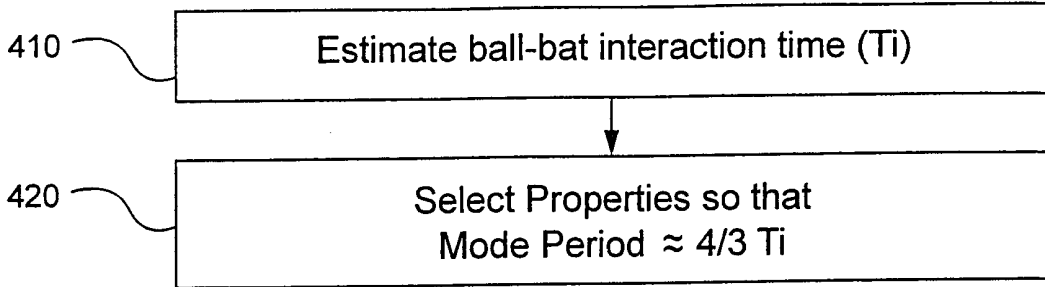 410
Estimate ball-bat interaction time (Ti)
420
Select Properties so that
Mode Period ≈ 4/3 Ti